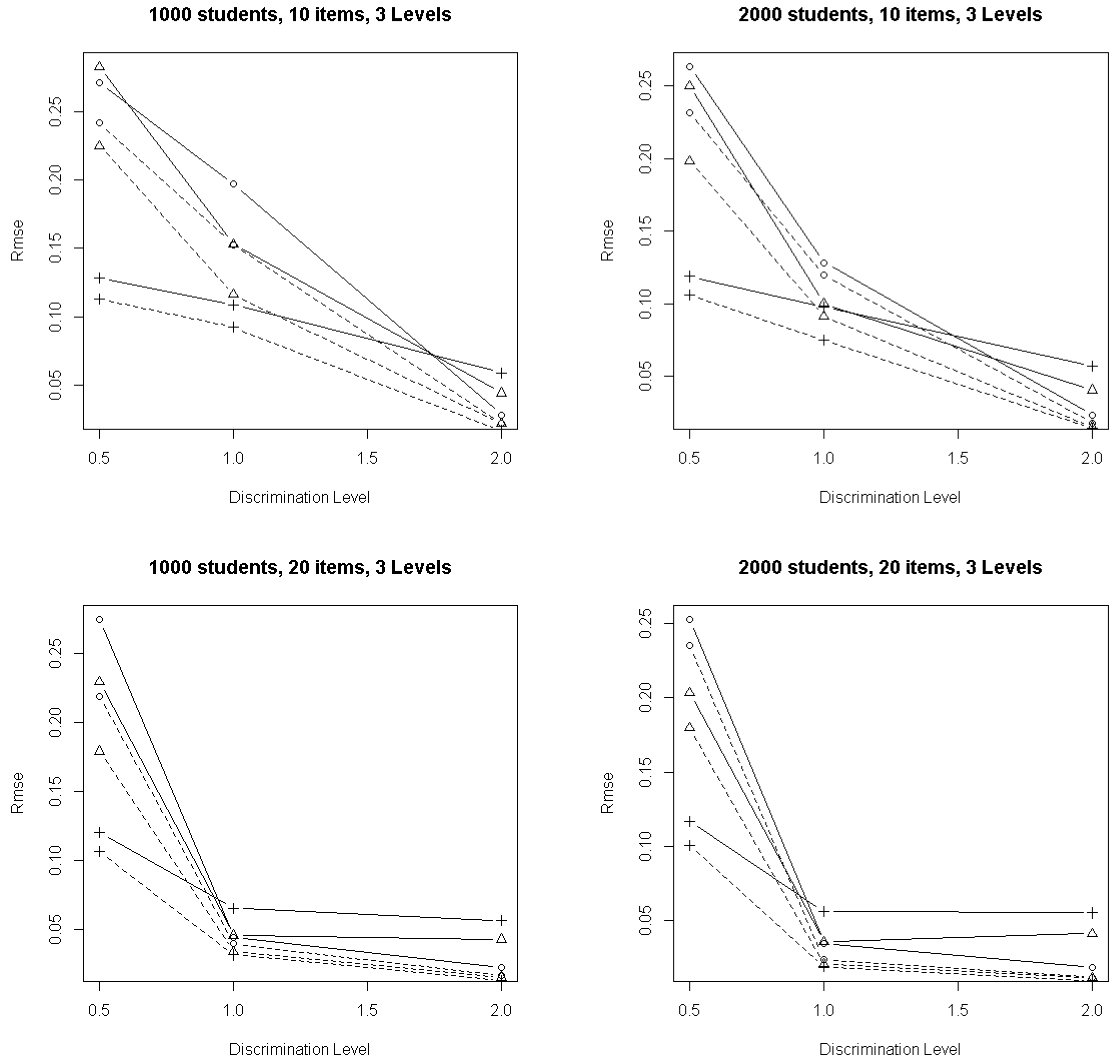 1000 students, 10 items, 3 Levels
Rmse
0.25
0.20
0.15
0.10
0.05
0.5 1.0 1.5 2.0
Discrimination Level
2000 students, 10 items, 3 Levels
Rmse
0.25
0.20
0.15
0.10
0.05
0.5 1.0 1.5 2.0
Discrimination Level
1000 students, 20 items, 3 Levels
Rmse
0.25
0.20
0.15
0.10
0.05
0.5 1.0 1.5 2.0
Discrimination Level
2000 students, 20 items, 3 Levels
Rmse
0.25
0.20
0.15
0.10
0.05
0.5 1.0 1.5 2.0
Discrimination Level